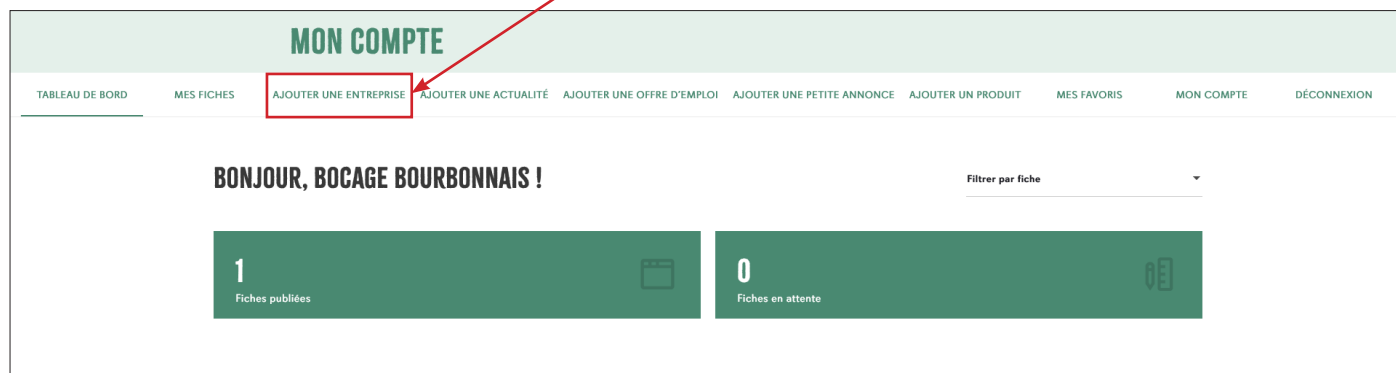 MON COMPTE
TABLEAU DE BORD MES FICHES AJOUTER UNE ENTREPRISE AJOUTER UNE ACTUALITÉ AJOUTER UNE OFFRE D'EMPLOI AJOUTER UNE PETITE ANNONCE AJOUTER UN PRODUIT MES FAVORIS MON COMPTE DÉCONNEXION
BONJOUR, BOCAGE BOURBONNAIS !
Filtrer par fiche
1
Fiches publiées
0
Fiches en attente